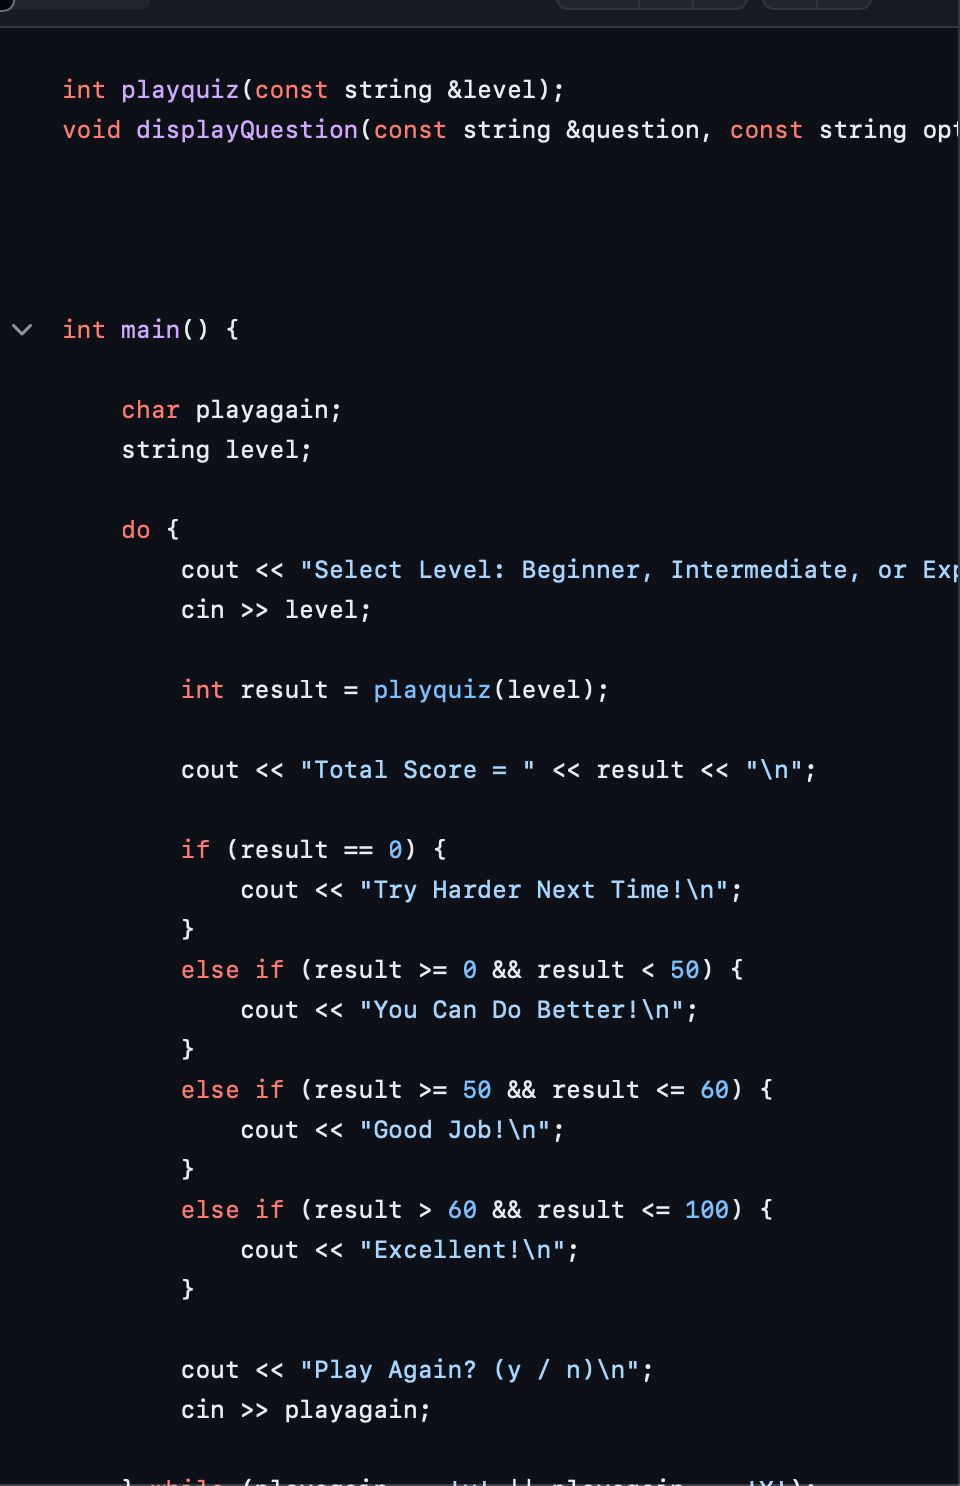 int playquiz(const string &level);
void displayQuestion(const string &question, const string opt
int main() {
char playagain;
string level;
do {
cout << "Select Level: Beginner, Intermediate, or Exp
cin >> level;
int result = playquiz(level);
cout << "Total Score = " << result << "\n";
if (result == 0) {
cout << "Try Harder Next Time!\n";
}
else if (result >= 0 && result < 50) {
cout << "You Can Do Better!\n";
}
else if (result >= 50 && result <= 60) {
cout << "Good Job!\n";
}
else if (result > 60 && result <= 100) {
cout << "Excellent!\n";
}
cout << "Play Again? (y / n)\n";
cin >> playagain;
} while (playagain